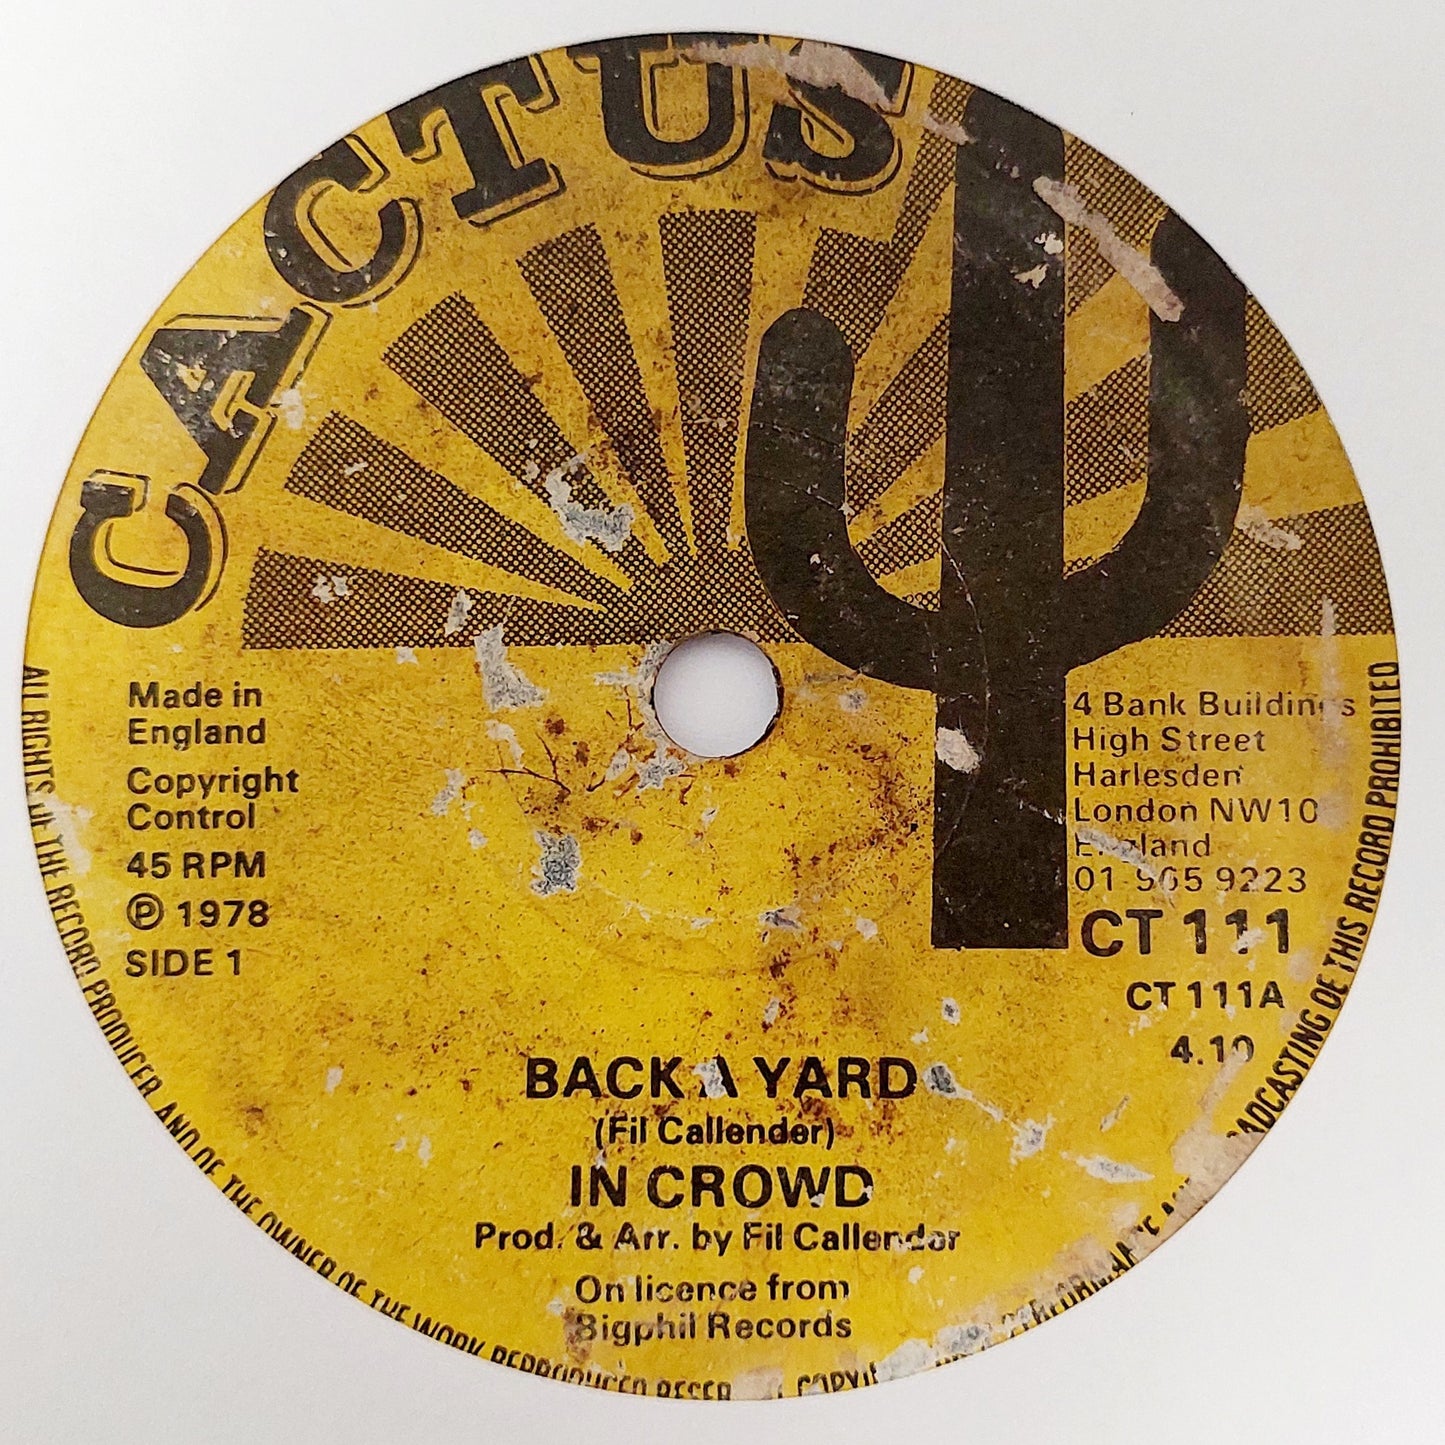 CACTUS
Made in
England
Copyright
Control
45 RPM
Ⓟ 1978
SIDE 1
4 Bank Buildings
High Street
Harlesden
London NW10
England
01-965 9223
CT 111
CT 111A
4.10
BACK A YARD
(Fil Callender)
IN CROWD
Prod. & Arr. by Fil Callender
On licence from
Bigphil Records
ALL RIGHTS OF THE RECORD PRODUCER AND OF THE OWNER OF THE WORK REPRODUCED RESER COPYI PERFORMANCE BROADCASTING OF THIS RECORD PROHIBITED